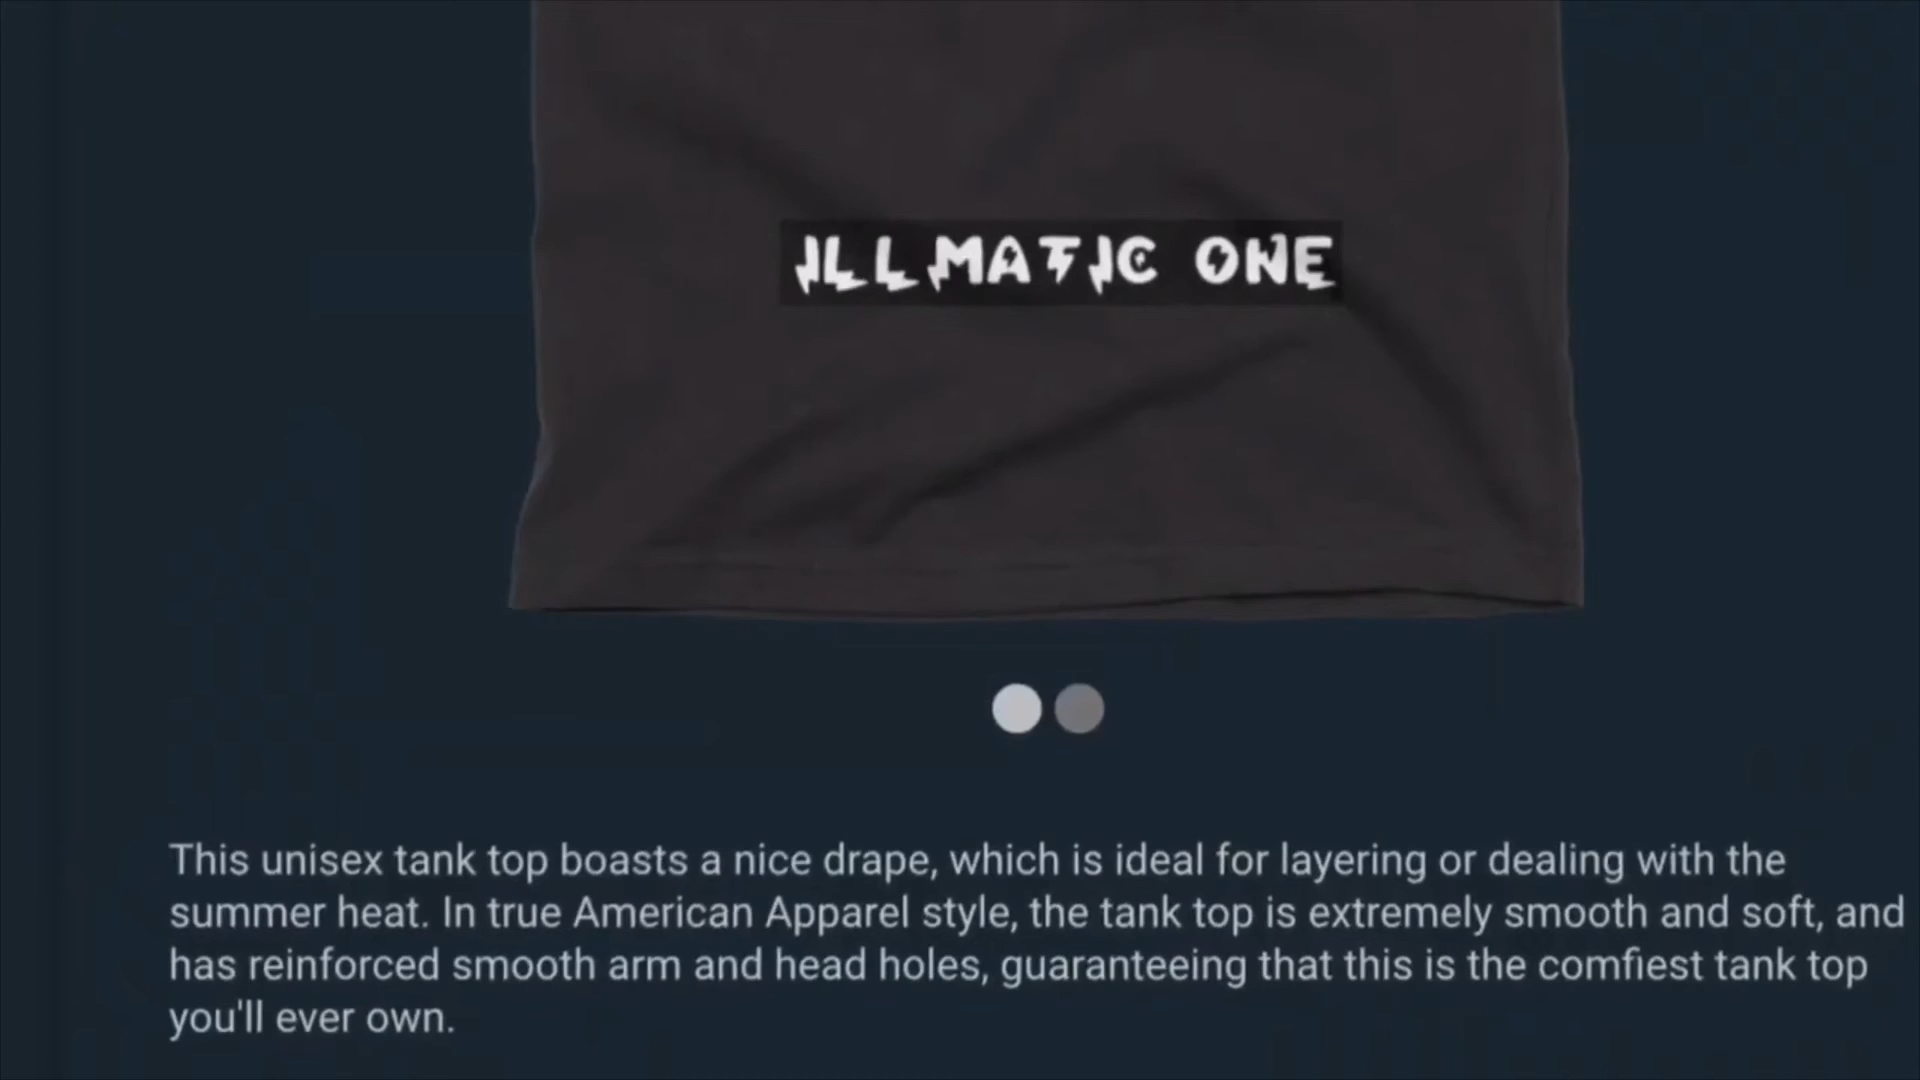 ILLMATIC ONE
This unisex tank top boasts a nice drape, which is ideal for layering or dealing with the
summer heat. In true American Apparel style, the tank top is extremely smooth and soft, and
has reinforced smooth arm and head holes, guaranteeing that this is the comfiest tank top
you'll ever own.